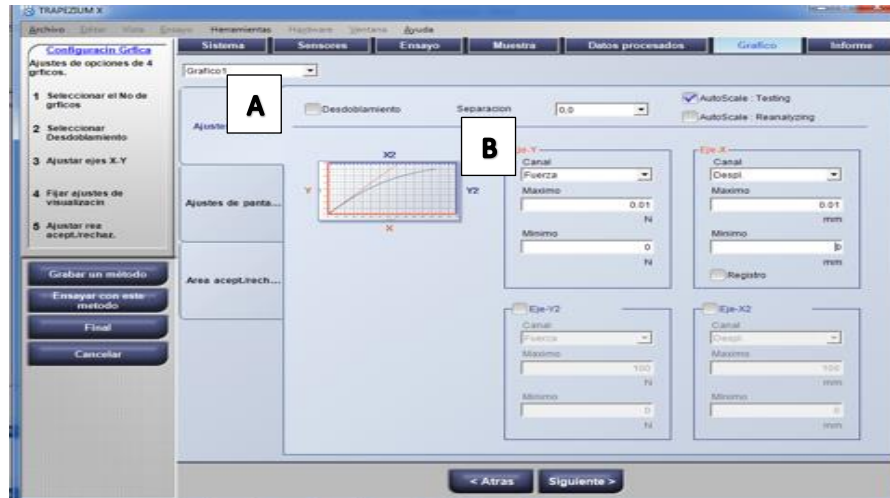 TRAPEZIUM X
Archivo Editar Vista Ensayo Herramientas Hardware Ventana Ayuda
Configuracin Grfica
Ajustes de opciones de 4
grficos.
1 Seleccionar el No de
grficos
2 Seleccionar
Desdoblamiento
3 Ajustar ejes X.Y
4 Fijar ajustes de
visualizacin
5 Ajustar rea
acept./rechaz.
Grabar un método
Ensayar con este
metodo
Final
Cancelar
Sistema Sensores Ensayo Muestra Datos procesados Grafico Informe
Grafico1
A
Ajuste
Ajustes de panta...
Area acept./rech...
Desdoblamiento Separacion 0,0
AutoScale : Testing
AutoScale : Reanalyzing
B
X2
Y
Y2
X
Eje-Y
Canal
Fuerza
Maximo
0.01
N
Minimo
0
N
Eje-X
Canal
Despl.
Maximo
0.01
mm
Minimo
0
mm
Registro
Eje-Y2
Canal
Fuerza
Maximo
100
N
Minimo
0
N
Eje-X2
Canal
Despl.
Maximo
100
mm
Minimo
0
mm
< Atras Siguiente >